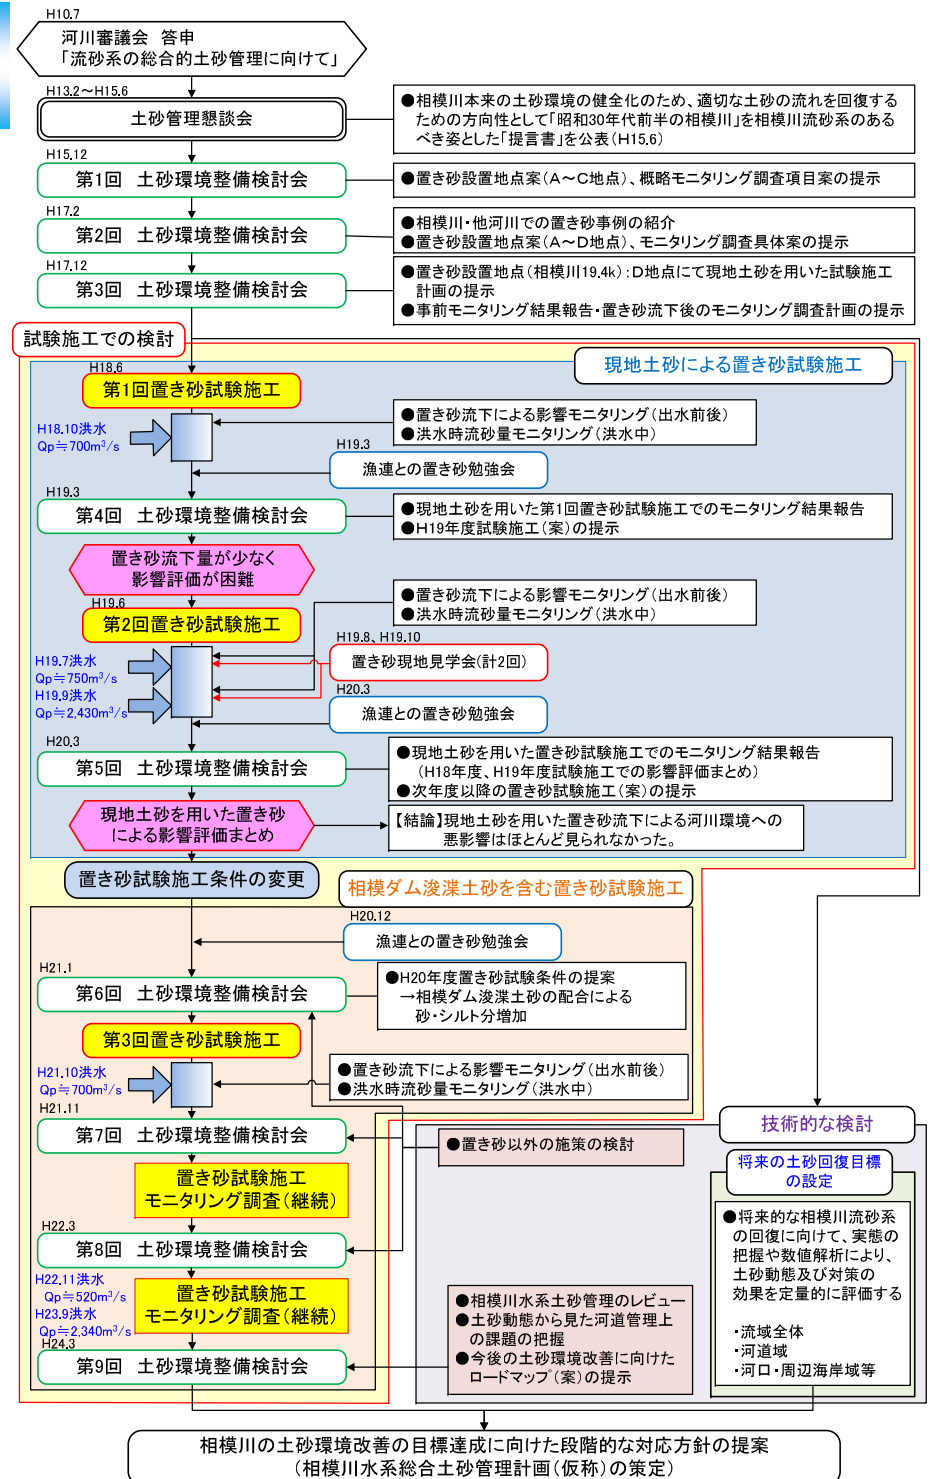 H10.7
河川審議会 答申
「流砂系の総合的土砂管理に向けて」
H13.2～H15.6
土砂管理懇談会
●相模川本来の土砂環境の健全化のため、適切な土砂の流れを回復する
ための方向性として「昭和30年代前半の相模川」を相模川流砂系のある
べき姿とした「提言書」を公表(H15.6)
H15.12
第1回 土砂環境整備検討会
●置き砂設置地点案(A～C地点)、概略モニタリング調査項目案の提示
H17.2
第2回 土砂環境整備検討会
●相模川・他河川での置き砂事例の紹介
●置き砂設置地点案(A～D地点)、モニタリング調査具体案の提示
H17.12
第3回 土砂環境整備検討会
●置き砂設置地点(相模川19.4k):D地点にて現地土砂を用いた試験施工
計画の提示
●事前モニタリング結果報告・置き砂流下後のモニタリング調査計画の提示
試験施工での検討
現地土砂による置き砂試験施工
H18.6
第1回置き砂試験施工
H18.10洪水
Qp≒700m³/s
●置き砂流下による影響モニタリング(出水前後)
●洪水時流砂量モニタリング(洪水中)
H19.3
漁連との置き砂勉強会
H19.3
第4回 土砂環境整備検討会
●現地土砂を用いた第1回置き砂試験施工でのモニタリング結果報告
●H19年度試験施工(案)の提示
置き砂流下量が少なく
影響評価が困難
H19.6
第2回置き砂試験施工
●置き砂流下による影響モニタリング(出水前後)
●洪水時流砂量モニタリング(洪水中)
H19.8、H19.10
置き砂現地見学会(計2回)
H19.7洪水
Qp≒750m³/s
H19.9洪水
Qp≒2,430m³/s
H20.3
漁連との置き砂勉強会
H20.3
第5回 土砂環境整備検討会
●現地土砂を用いた置き砂試験施工でのモニタリング結果報告
(H18年度、H19年度試験施工での影響評価まとめ)
●次年度以降の置き砂試験施工(案)の提示
現地土砂を用いた置き砂
による影響評価まとめ
【結論】現地土砂を用いた置き砂流下による河川環境への
悪影響はほとんど見られなかった。
置き砂試験施工条件の変更
相模ダム浚渫土砂を含む置き砂試験施工
H20.12
漁連との置き砂勉強会
H21.1
第6回 土砂環境整備検討会
●H20年度置き砂試験条件の提案
→相模ダム浚渫土砂の配合による
砂・シルト分増加
第3回置き砂試験施工
H21.10洪水
Qp≒700m³/s
●置き砂流下による影響モニタリング(出水前後)
●洪水時流砂量モニタリング(洪水中)
H21.11
第7回 土砂環境整備検討会
●置き砂以外の施策の検討
置き砂試験施工
モニタリング調査(継続)
H22.3
第8回 土砂環境整備検討会
H22.11洪水
Qp≒520m³/s
H23.9洪水
Qp≒2,340m³/s
置き砂試験施工
モニタリング調査(継続)
H24.3
第9回 土砂環境整備検討会
●相模川水系土砂管理のレビュー
●土砂動態から見た河道管理上
の課題の把握
●今後の土砂環境改善に向けた
ロードマップ(案)の提示
技術的な検討
将来の土砂回復目標
の設定
●将来的な相模川流砂系
の回復に向けて、実態の
把握や数値解析により、
土砂動態及び対策の
効果を定量的に評価する
・流域全体
・河道域
・河口・周辺海岸域等
相模川の土砂環境改善の目標達成に向けた段階的な対応方針の提案
(相模川水系総合土砂管理計画(仮称)の策定)